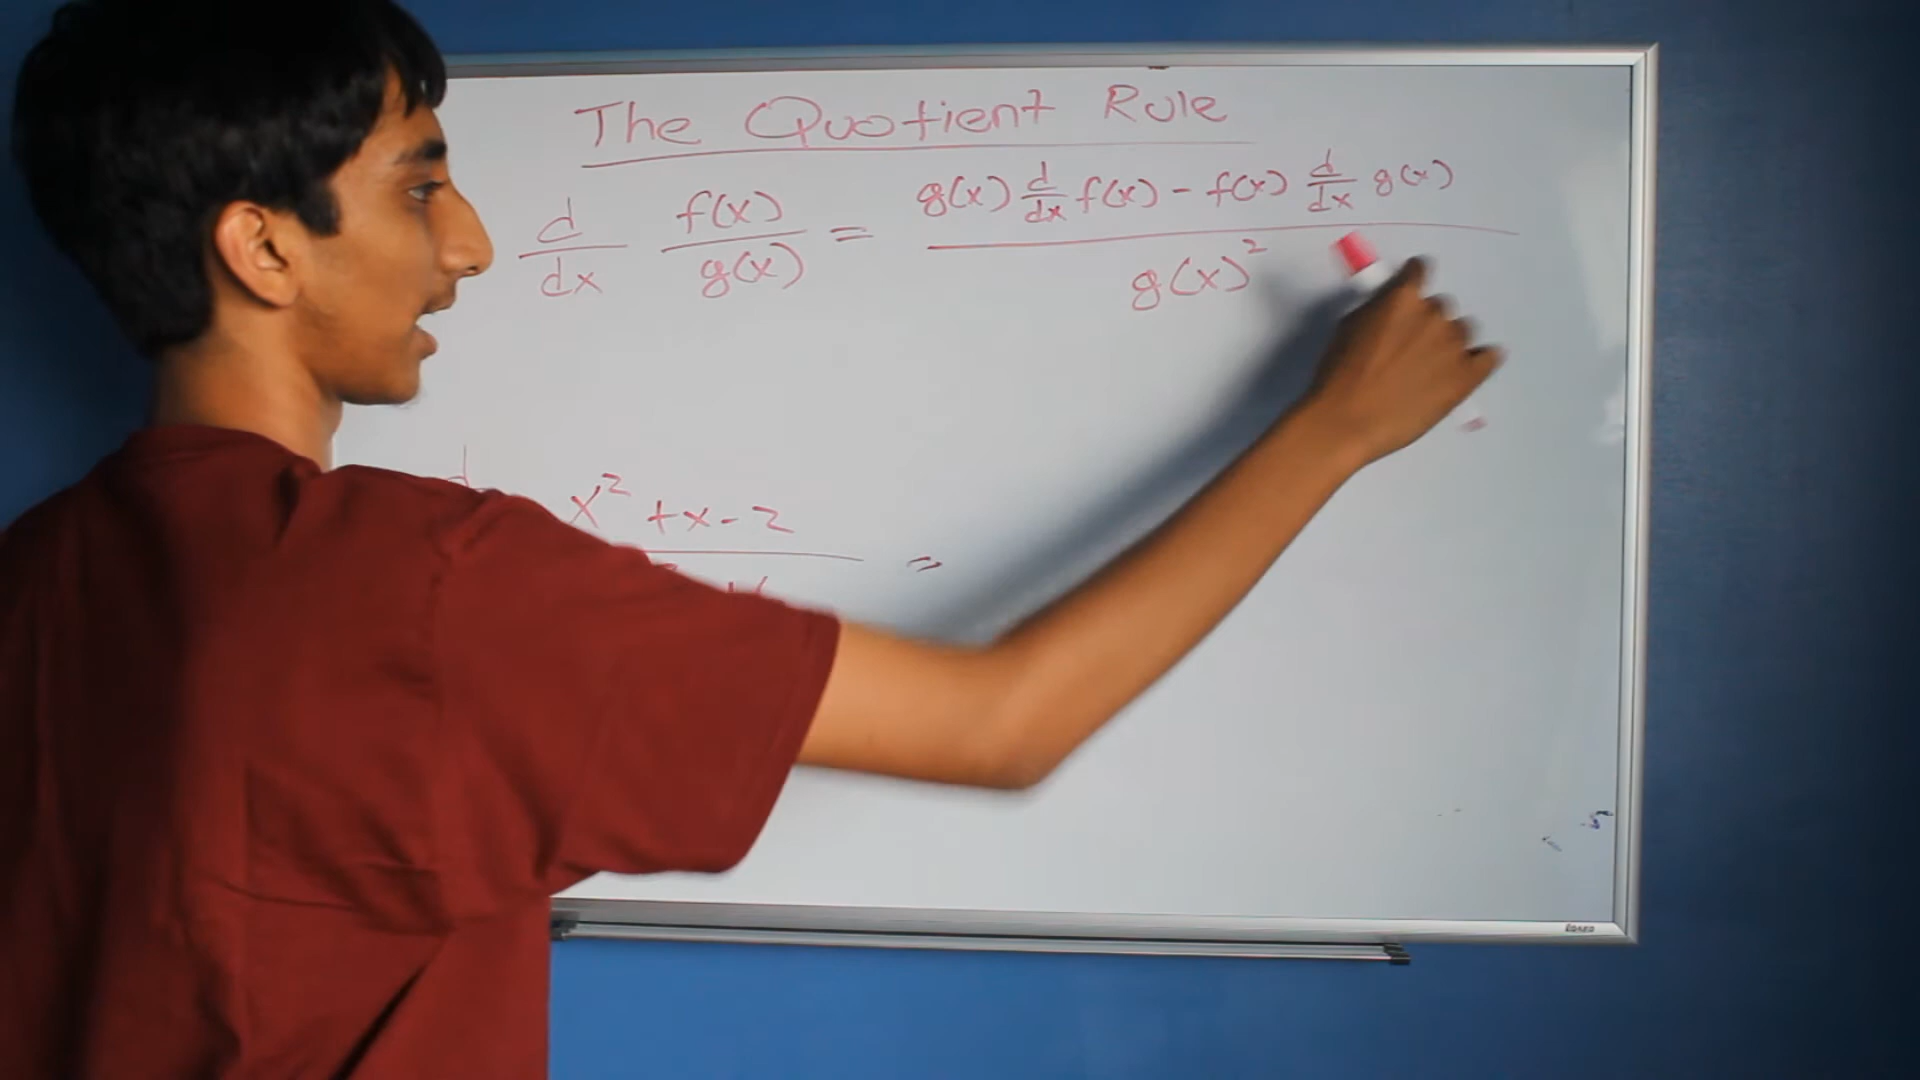 The Quotient Rule
d/dx f(x)/g(x) = g(x) d/dx f(x) - f(x) d/dx g(x) / g(x)²
d x² + x - 2 =